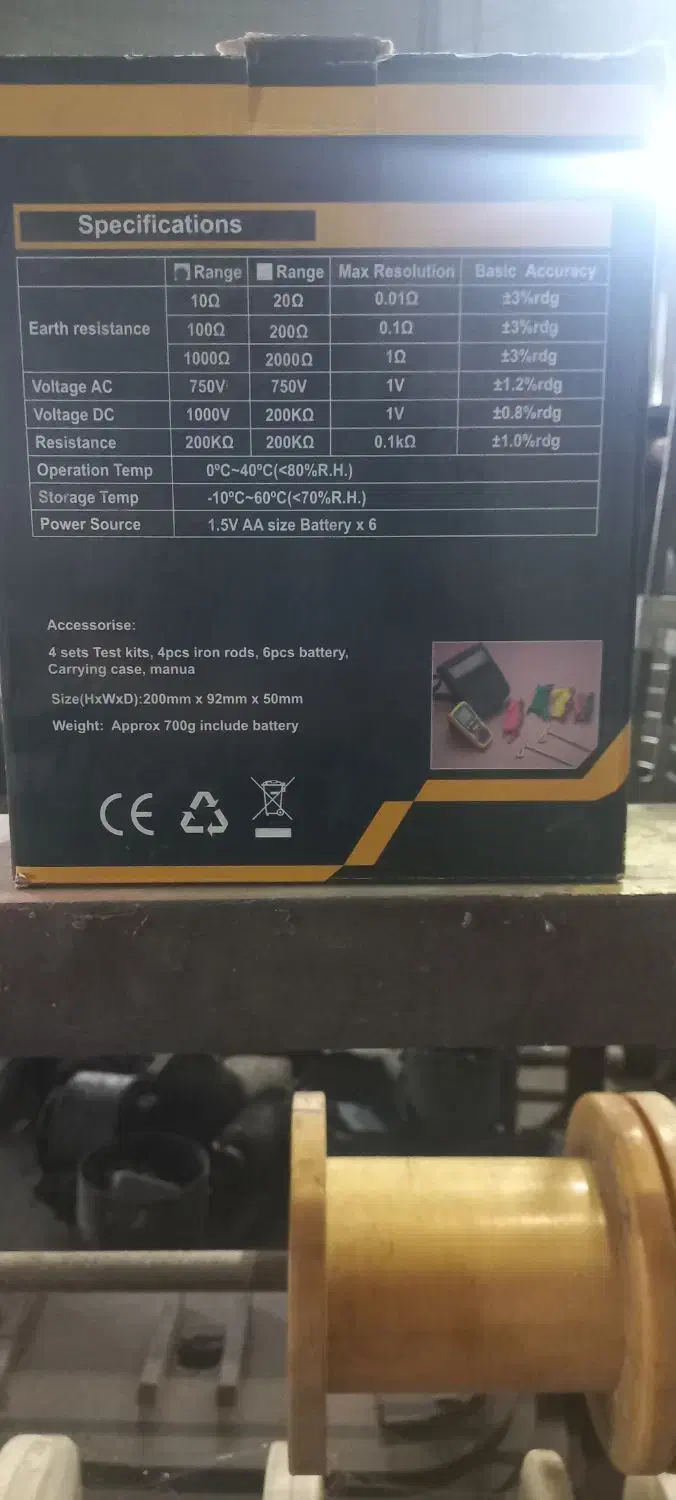 Specifications
Range Range Max Resolution Basic Accuracy
Earth resistance
10Ω 20Ω 0.01Ω ±3%rdg
100Ω 200Ω 0.1Ω ±3%rdg
1000Ω 2000Ω 1Ω ±3%rdg
Voltage AC 750V 750V 1V ±1.2%rdg
Voltage DC 1000V 200KΩ 1V ±0.8%rdg
Resistance 200KΩ 200KΩ 0.1kΩ ±1.0%rdg
Operation Temp 0ºC~40ºC(<80%R.H.)
Storage Temp -10ºC~60ºC(<70%R.H.)
Power Source 1.5V AA size Battery x 6
Accessorise:
4 sets Test kits, 4pcs iron rods, 6pcs battery,
Carrying case, manua
Size(HxWxD):200mm x 92mm x 50mm
Weight: Approx 700g include battery
CE